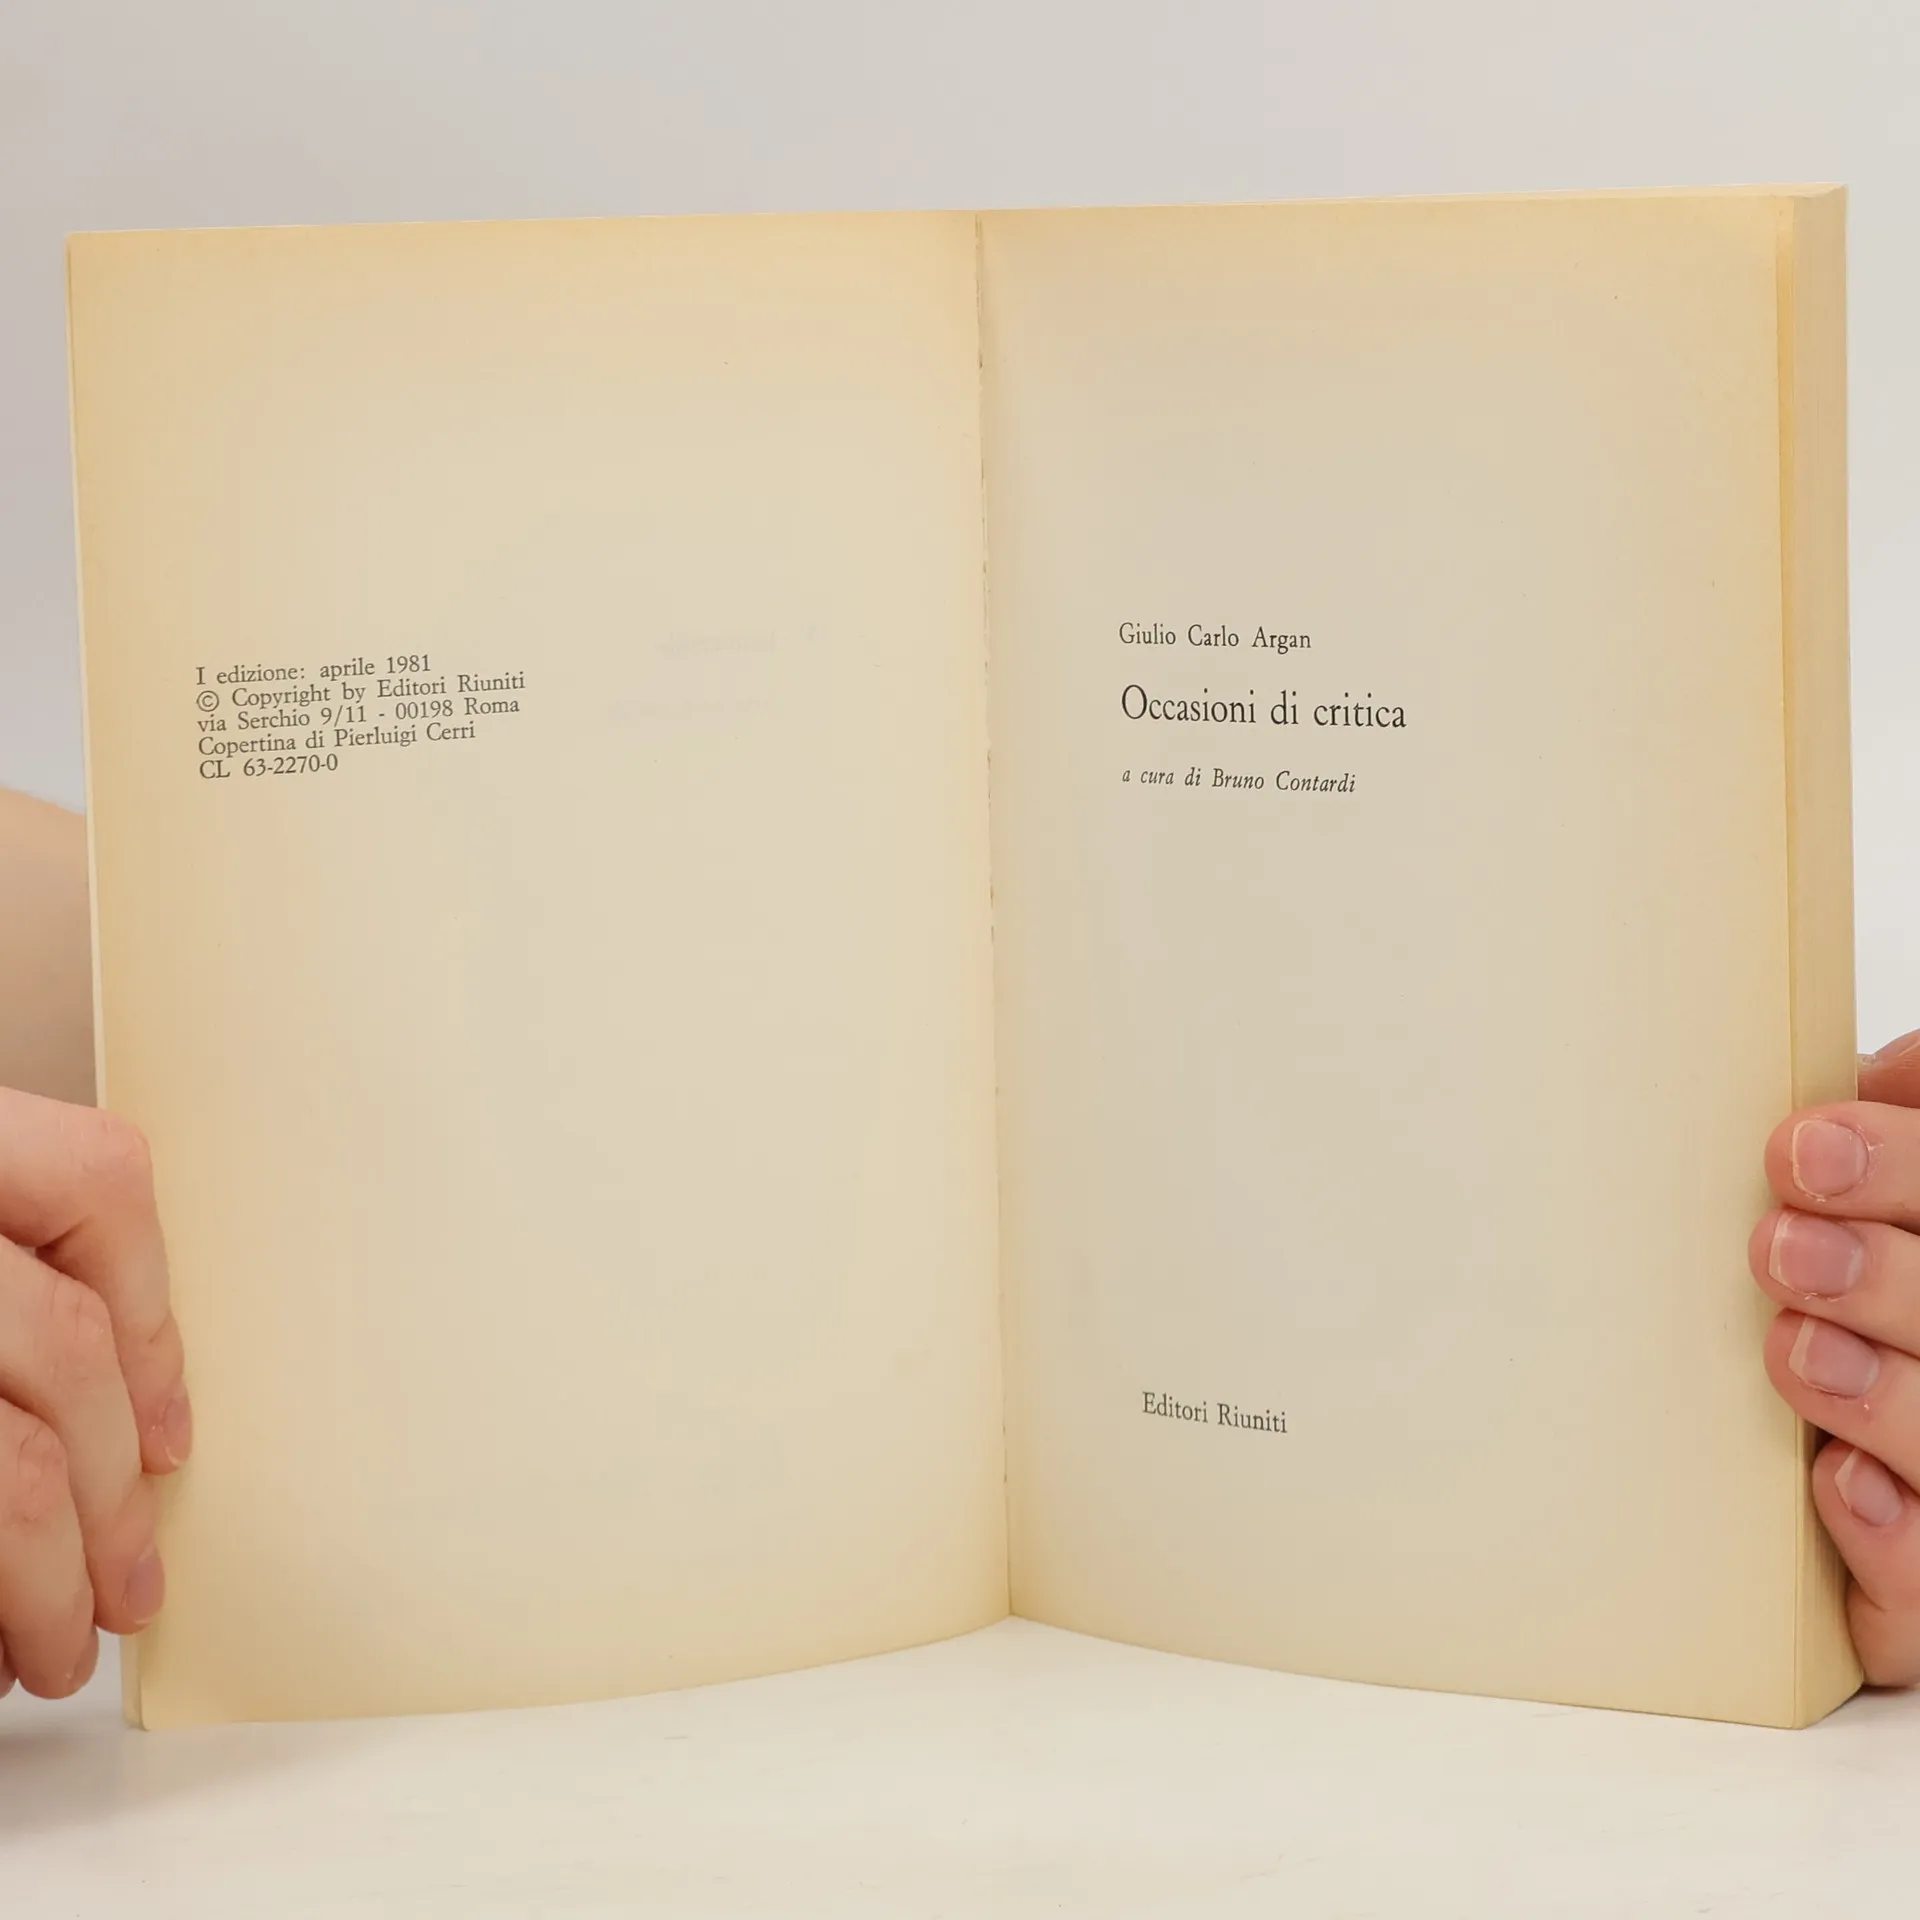 I edizione: aprile 1981
© Copyright by Editori Riuniti
via Serchio 9/11 - 00198 Roma
Copertina di Pierluigi Cerri
CL 63-2270-0
Giulio Carlo Argan
Occasioni di critica
a cura di Bruno Contardi
Editori Riuniti